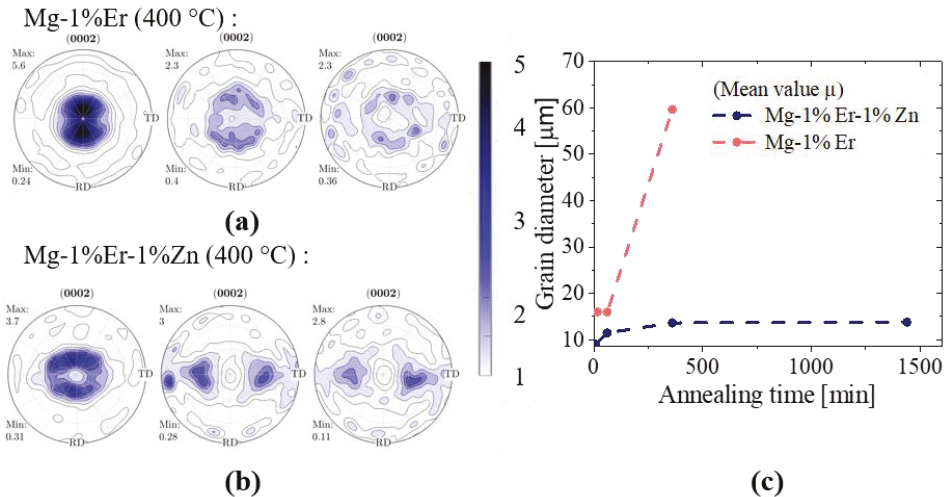 Mg-1%Er (400 °C) :
(0002) (0002) (0002)
Max: 5.6 Max: 2.3 Max: 2.3
TD TD TD
Min: 0.24 Min: 0.4 Min: 0.36
RD RD RD
(a)
Mg-1%Er-1%Zn (400 °C) :
(0002) (0002) (0002)
Max: 3.7 Max: 3 Max: 2.8
TD TD TD
Min: 0.31 Min: 0.28 Min: 0.11
RD RD RD
(b)
5
4
3
2
1
70
60
50
40
30
20
10
Grain diameter [μm]
(Mean value μ)
Mg-1%Er-1%Zn
Mg-1%Er
0 500 1000 1500
Annealing time [min]
(c)